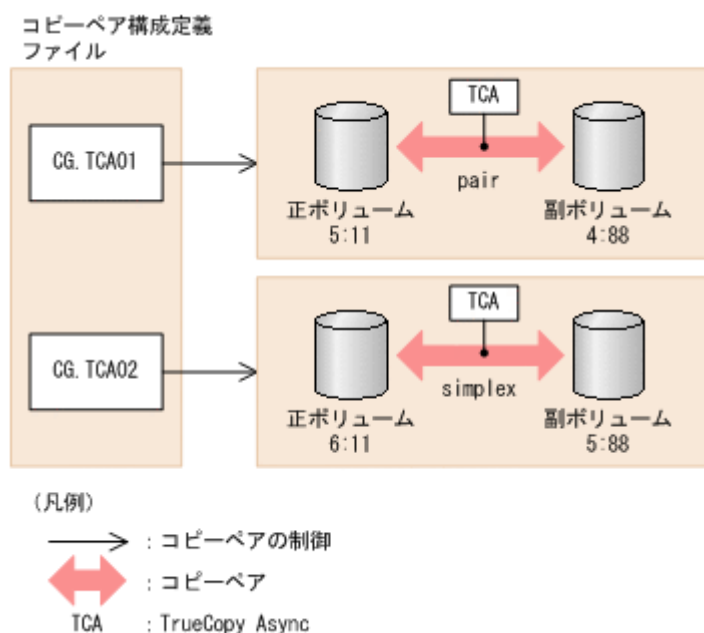 コピーペア構成定義
ファイル
CG.TCA01
TCA
pair
正ボリューム
5:11
副ボリューム
4:88
CG.TCA02
TCA
simplex
正ボリューム
6:11
副ボリューム
5:88
(凡例)
：コピーペアの制御
：コピーペア
TCA ：TrueCopy Async